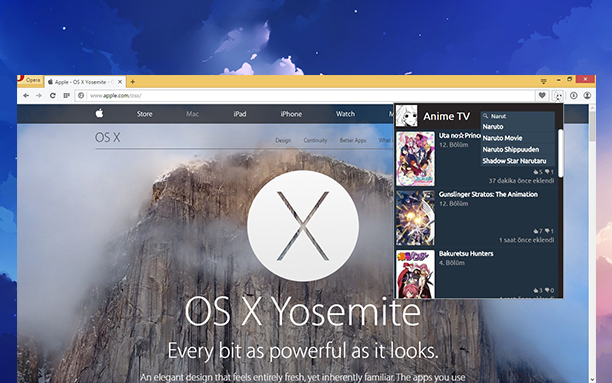 Opera
Apple - OS X Yosemite - O
www.apple.com/osx/
Store
Mac
iPad
iPhone
Watch
OS X
Design
Continuity
Better Apps
What
Anime TV
Narut
Naruto
Naruto Movie
Naruto Shippuuden
Shadow Star Narutaru
Uta no☆Princ
12. Bölüm
5 1
37 dakika önce eklendi
Gunslinger Stratos: The Animation
12. Bölüm
7 1
1 saat önce eklendi
Bakuretsu Hunters
4. Bölüm
3 0
OS X Yosemite
Every bit as powerful as it looks.
An elegant design that feels entirely fresh, yet inherently familiar. The apps you use